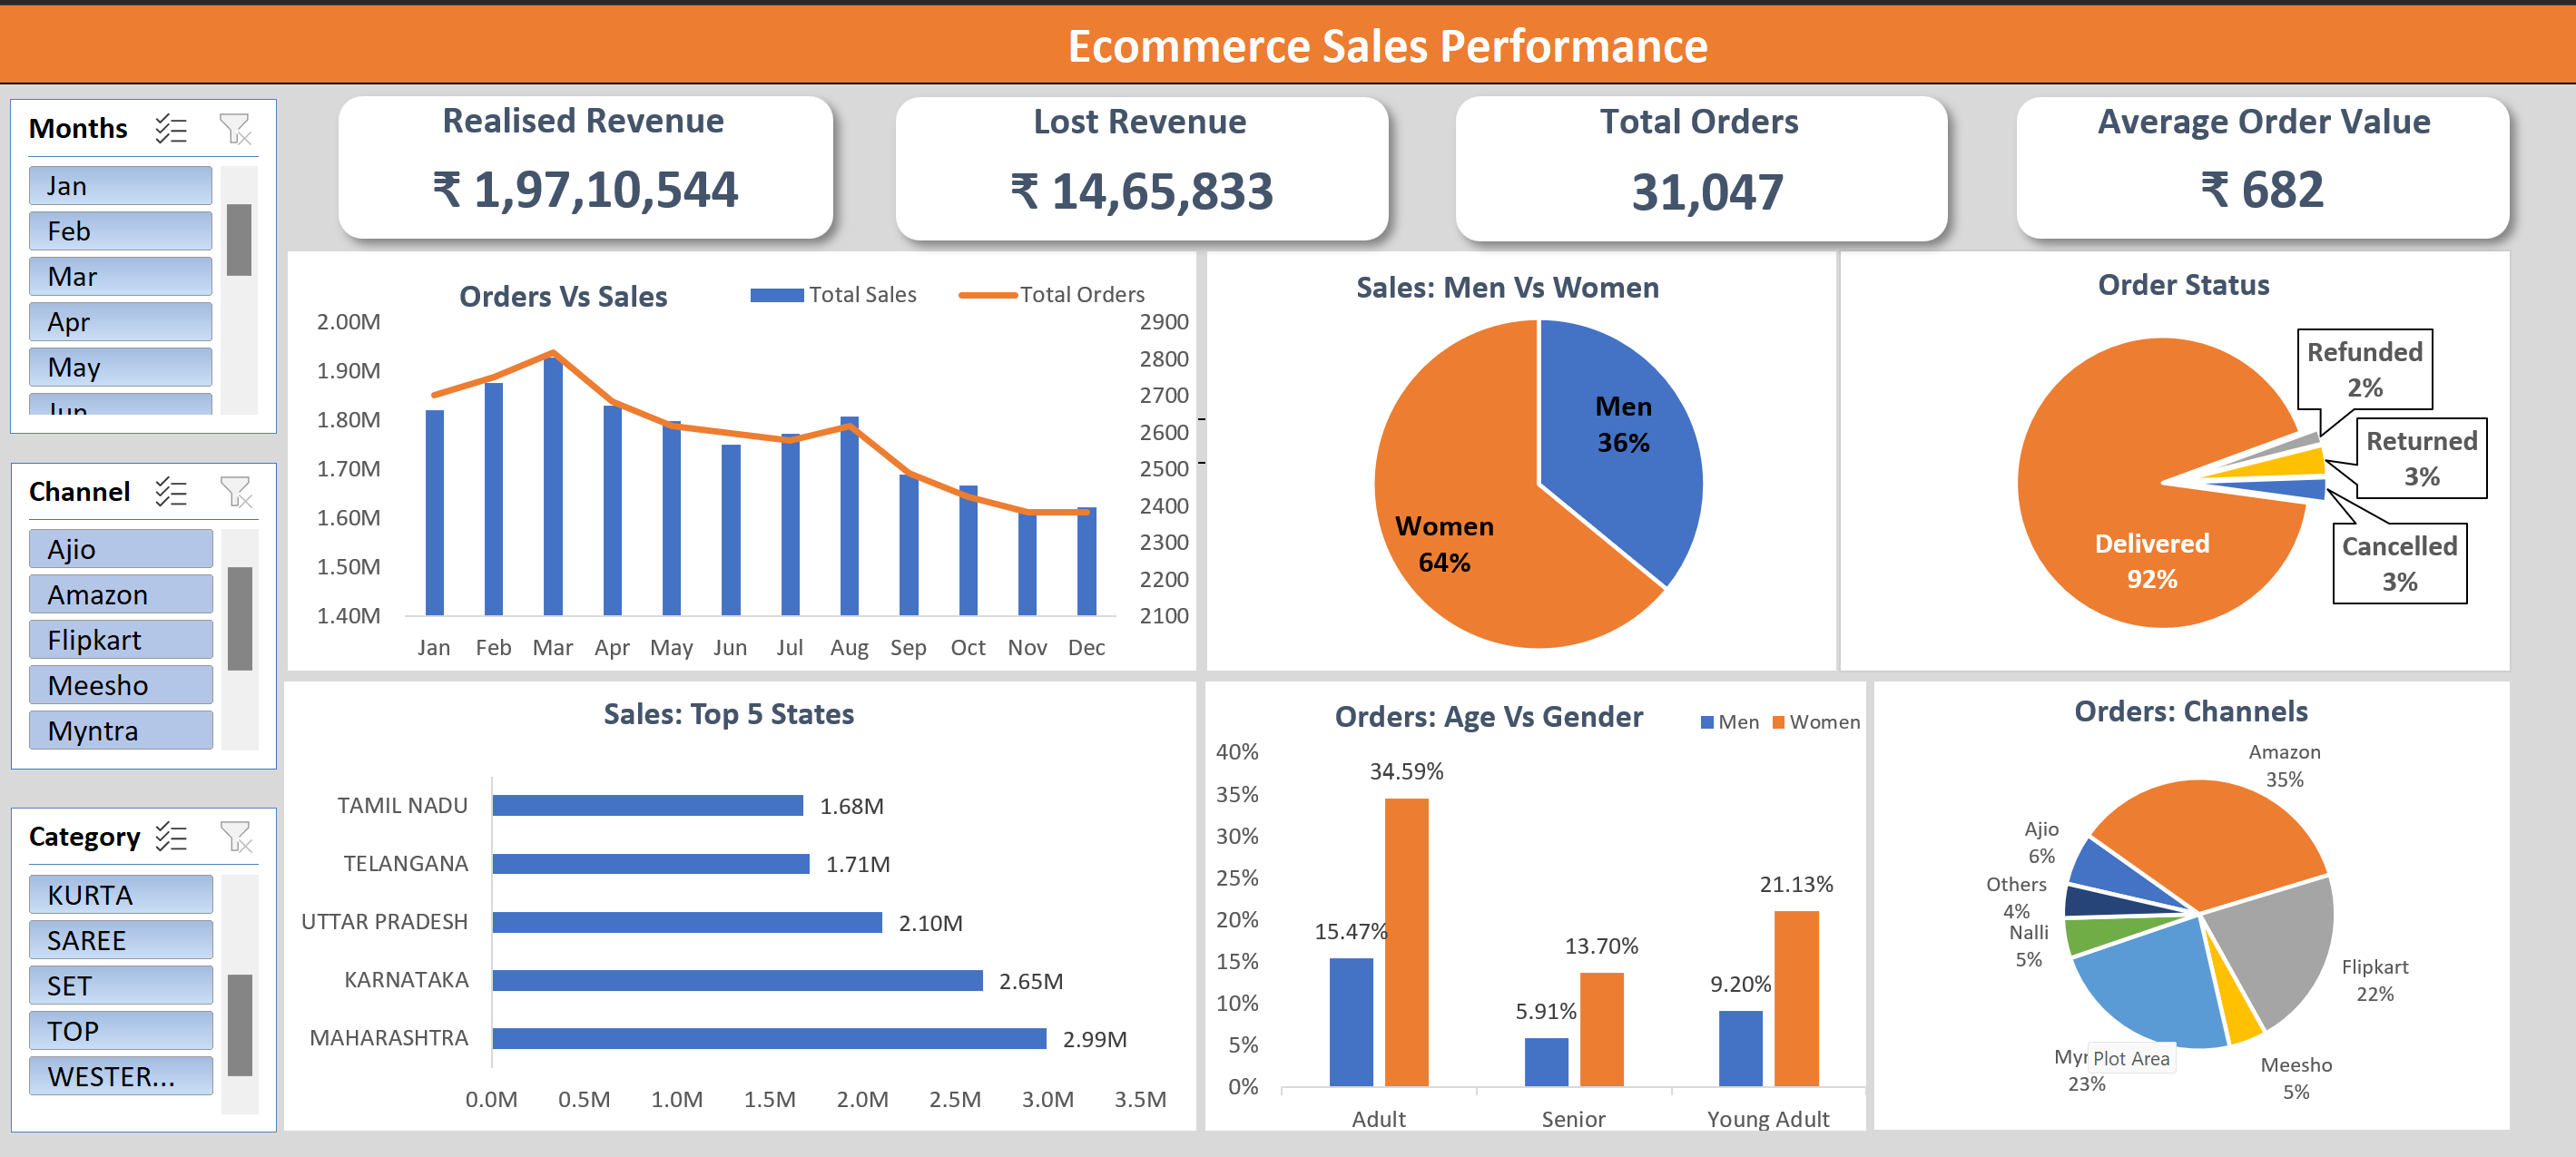 Ecommerce Sales Performance
Months
Jan
Feb
Mar
Apr
May
Jun
Channel
Ajio
Amazon
Flipkart
Meesho
Myntra
Category
KURTA
SAREE
SET
TOP
WESTER...
Realised Revenue
₹ 1,97,10,544
Lost Revenue
₹ 14,65,833
Total Orders
31,047
Average Order Value
₹ 682
Orders Vs Sales
Total Sales
Total Orders
2.00M
1.90M
1.80M
1.70M
1.60M
1.50M
1.40M
2900
2800
2700
2600
2500
2400
2300
2200
2100
Jan Feb Mar Apr May Jun Jul Aug Sep Oct Nov Dec
Sales: Men Vs Women
Men
36%
Women
64%
Order Status
Refunded
2%
Returned
3%
Cancelled
3%
Delivered
92%
Sales: Top 5 States
TAMIL NADU 1.68M
TELANGANA 1.71M
UTTAR PRADESH 2.10M
KARNATAKA 2.65M
MAHARASHTRA 2.99M
0.0M 0.5M 1.0M 1.5M 2.0M 2.5M 3.0M 3.5M
Orders: Age Vs Gender
Men Women
40%
35%
30%
25%
20%
15%
10%
5%
0%
15.47%
34.59%
5.91%
13.70%
9.20%
21.13%
Adult Senior Young Adult
Orders: Channels
Amazon
35%
Ajio
6%
Others
4%
Nalli
5%
Flipkart
22%
Meesho
5%
Plot Area
23%